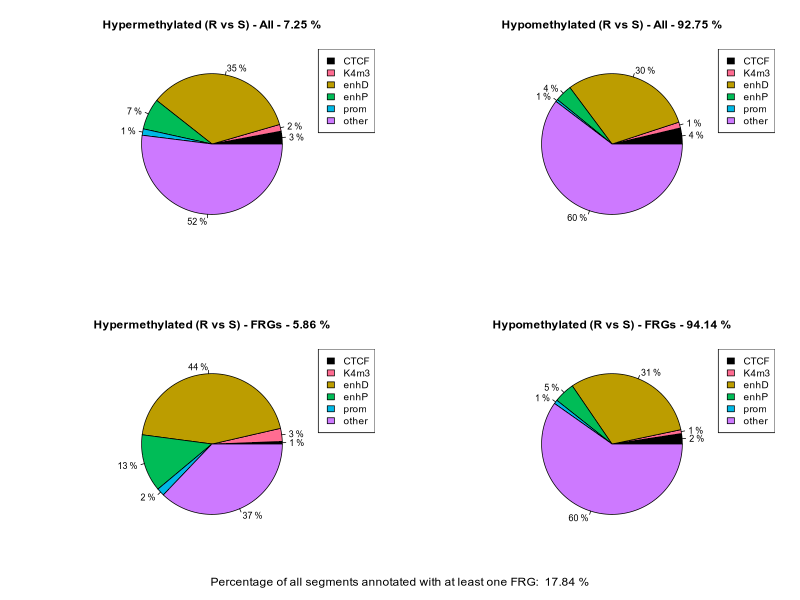 Hypermethylated (R vs S) - All - 7.25 %
35 %
7 %
1 %
2 %
3 %
52 %
CTCF
K4m3
enhD
enhP
prom
other
Hypomethylated (R vs S) - All - 92.75 %
30 %
4 %
1 %
1 %
4 %
60 %
CTCF
K4m3
enhD
enhP
prom
other
Hypermethylated (R vs S) - FRGs - 5.86 %
44 %
3 %
1 %
13 %
2 %
37 %
CTCF
K4m3
enhD
enhP
prom
other
Hypomethylated (R vs S) - FRGs - 94.14 %
31 %
5 %
1 %
1 %
2 %
60 %
CTCF
K4m3
enhD
enhP
prom
other
Percentage of all segments annotated with at least one FRG: 17.84 %